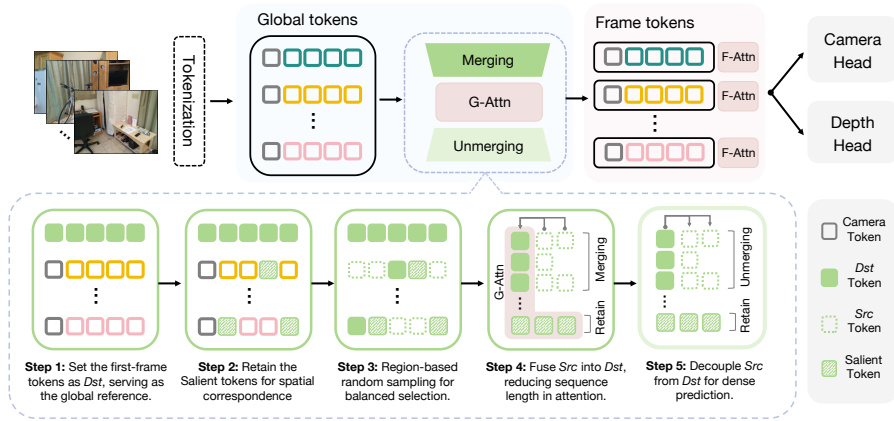 Global tokens
Frame tokens
Tokenization
Merging
G-Attn
Unmerging
F-Attn
F-Attn
F-Attn
Camera
Head
Depth
Head
G-Attn
Merging
Retain
Unmerging
Retain
Step 1: Set the first-frame
tokens as Dst, serving as
the global reference.
Step 2: Retain the
Salient tokens for spatial
correspondence
Step 3: Region-based
random sampling for
balanced selection.
Step 4: Fuse Src into Dst,
reducing sequence
length in attention.
Step 5: Decouple Src
from Dst for dense
prediction.
Camera
Token
Dst
Token
Src
Token
Salient
Token